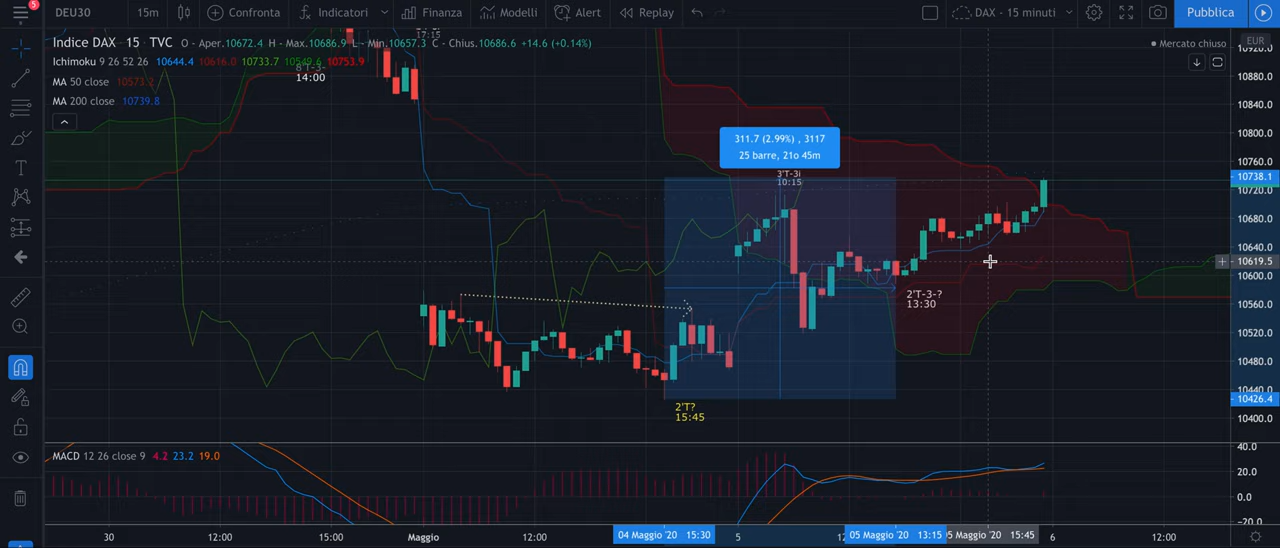 5
DEU30 15m Confronta Indicatori Finanza Modelli Alert Replay DAX - 15 minuti Pubblica
Indice DAX · 15 · TVC O - Aper.10672.4 H - Max.10686.9 L - Min.10657.3 C - Chius.10686.6 +14.6 (+0.14%)
17:15
Mercato chiuso
EUR
Ichimoku 9 26 52 26 10644.4 10616.0 10733.7 10753.9
14:00
MA 50 close 10573.2
MA 200 close 10739.8
311.7 (2.99%) , 3117
25 barre, 21o 45m
3'T-3i
10:15
2'T-3-?
13:30
2'T?
15:45
10920.0
10880.0
10840.0
10800.0
10760.0
10738.1
10720.0
10680.0
10640.0
10619.5
10600.0
10560.0
10520.0
10480.0
10440.0
10426.4
10400.0
MACD 12 26 close 9 4.2 23.2 19.0
40.0
20.0
0.0
-20.0
30 12:00 Maggio 12:00 04 Maggio '20 15:30 5 05 Maggio '20 13:15 5 Maggio '20 15:45 6 12:00